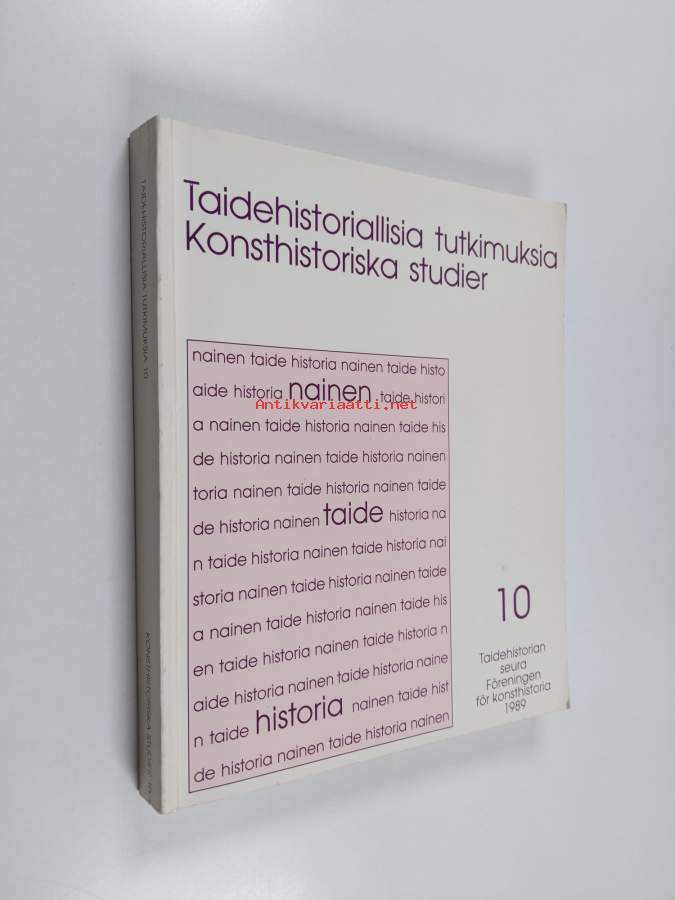 Taidehistoriallisia tutkimuksia
Konsthistoriska studier
nainen taide historia nainen taide histo
aide historia nainen taide histori
a nainen taide historia nainen taide his
de historia nainen taide historia nainen
toria nainen taide historia nainen taide
de historia nainen taide historia na
n taide historia nainen taide historia nai
storia nainen taide historia nainen taide
a nainen taide historia nainen taide his
en taide historia nainen taide historia n
aide historia nainen taide historia naine
n taide historia nainen taide hist
de historia nainen taide historia nainen
10
Taidehistorian
seura
Föreningen
för konsthistoria
1989
TAIDEHISTORIALLISIA TUTKIMUKSIA 10
KONSTHISTORISKA STUDIER 10
Antikvariaatti.net